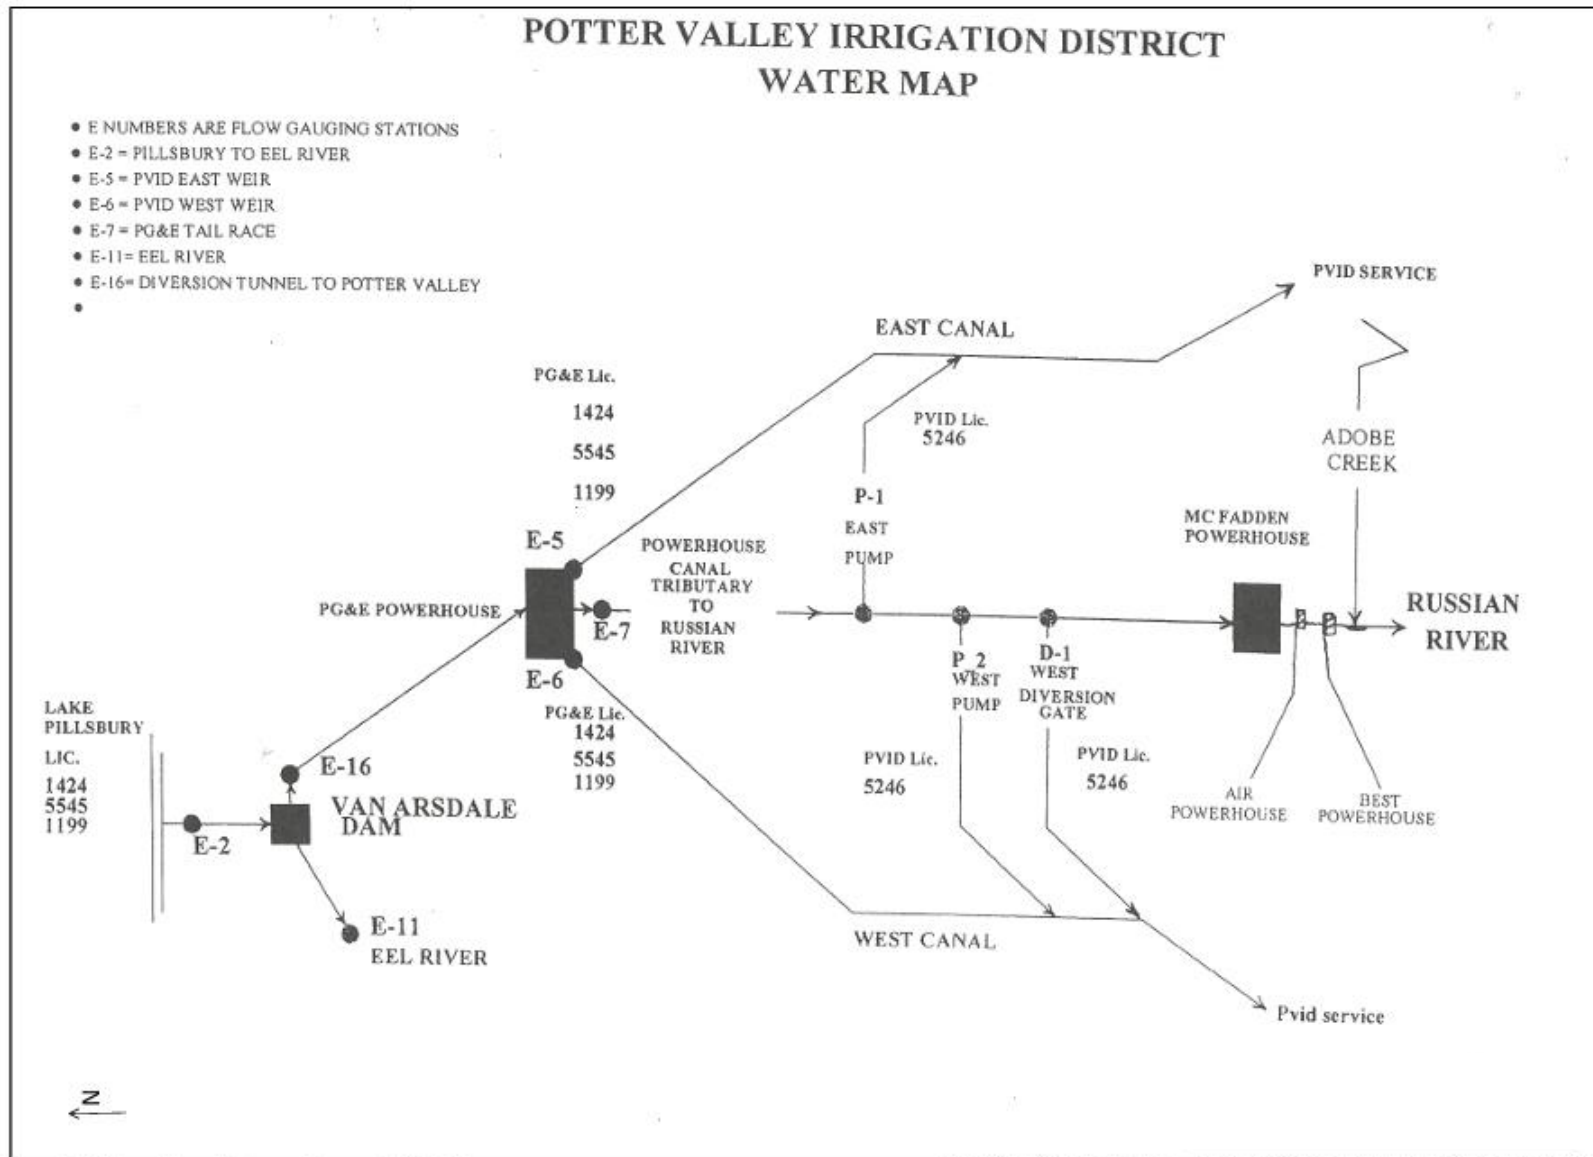 POTTER VALLEY IRRIGATION DISTRICT
WATER MAP
• E NUMBERS ARE FLOW GAUGING STATIONS
• E-2 = PILLSBURY TO EEL RIVER
• E-5 = PVID EAST WEIR
• E-6 = PVID WEST WEIR
• E-7 = PG&E TAIL RACE
• E-11= EEL RIVER
• E-16= DIVERSION TUNNEL TO POTTER VALLEY
•
PVID SERVICE
EAST CANAL
PG&E Lic.
1424
5545
1199
PVID Lic.
5246
ADOBE
CREEK
P-1
EAST
PUMP
MC FADDEN
POWERHOUSE
E-5
POWERHOUSE
CANAL
TRIBUTARY
TO
RUSSIAN
RIVER
PG&E POWERHOUSE
E-7
RUSSIAN
RIVER
E-6
P_2
WEST
PUMP
D-1
WEST
DIVERSION
GATE
PG&E Lic.
1424
5545
1199
LAKE
PILLSBURY
LIC.
1424
5545
1199
E-16
VAN ARSDALE
DAM
E-2
PVID Lic.
5246
PVID Lic.
5246
AIR
POWERHOUSE
BEST
POWERHOUSE
E-11
EEL RIVER
WEST CANAL
Pvid service
N